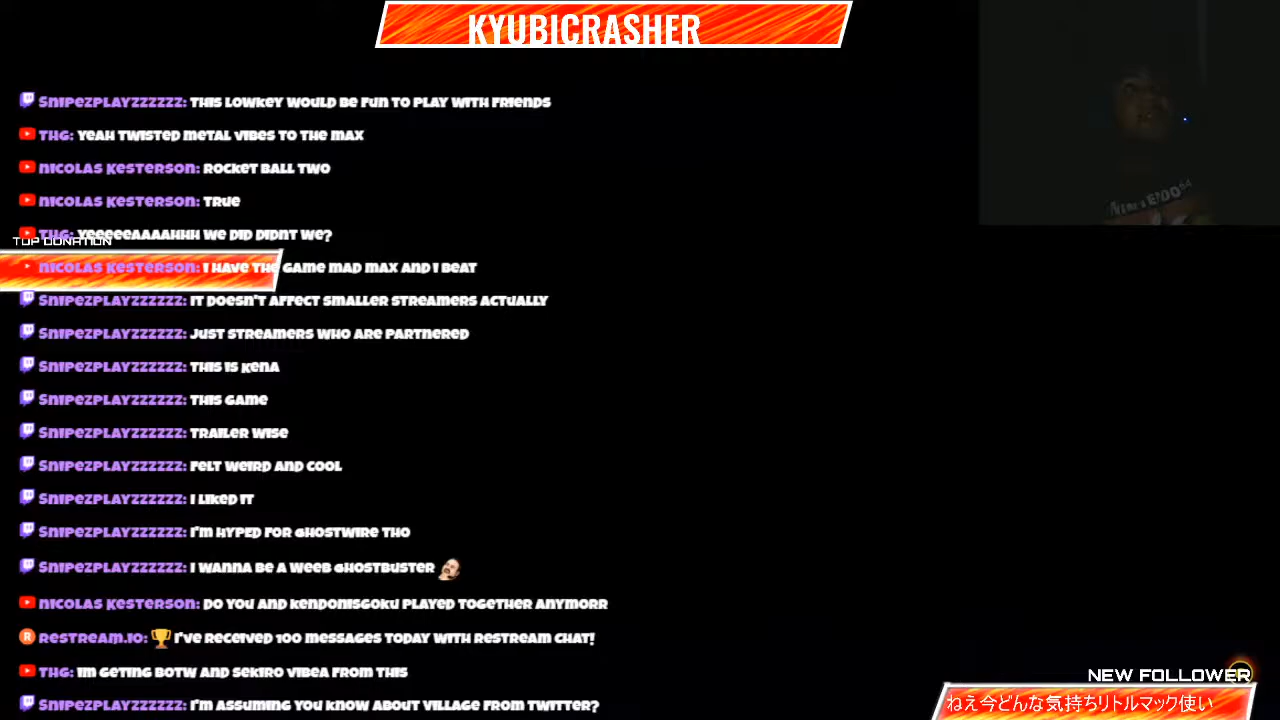 KYUBICRASHER
SNIPEZPLAYZZZZZZ: THIS LOWKEY WOULD BE FUN TO PLAY WITH FRIENDS
THG: YEAH TWISTED METAL VIBES TO THE MAX
NICOLAS KESTERSON: ROCKET BALL TWO
NICOLAS KESTERSON: TRUE
THG: YEEEEEAAAAHHH WE DID DIDNT WE?
TOP DONATION
NICOLAS KESTERSON: I HAVE THE GAME MAD MAX AND I BEAT
SNIPEZPLAYZZZZZZ: IT DOESN'T AFFECT SMALLER STREAMERS ACTUALLY
SNIPEZPLAYZZZZZZ: JUST STREAMERS WHO ARE PARTNERED
SNIPEZPLAYZZZZZZ: THIS IS KENA
SNIPEZPLAYZZZZZZ: THIS GAME
SNIPEZPLAYZZZZZZ: TRAILER WISE
SNIPEZPLAYZZZZZZ: FELT WEIRD AND COOL
SNIPEZPLAYZZZZZZ: I LIKED IT
SNIPEZPLAYZZZZZZ: I'M HYPED FOR GHOSTWIRE THO
SNIPEZPLAYZZZZZZ: I WANNA BE A WEEB GHOSTBUSTER
NICOLAS KESTERSON: DO YOU AND KENDONISGOKU PLAYED TOGETHER ANYMORR
RESTREAM.IO: I'VE RECEIVED 100 MESSAGES TODAY WITH RESTREAM CHAT!
THG: IM GETING BOTW AND SEKIRO VIBEA FROM THIS
SNIPEZPLAYZZZZZZ: I'M ASSUMING YOU KNOW ABOUT VILLAGE FROM TWITTER?
NEW FOLLOWER
ねえ今どんな気持ちリトルマック使い